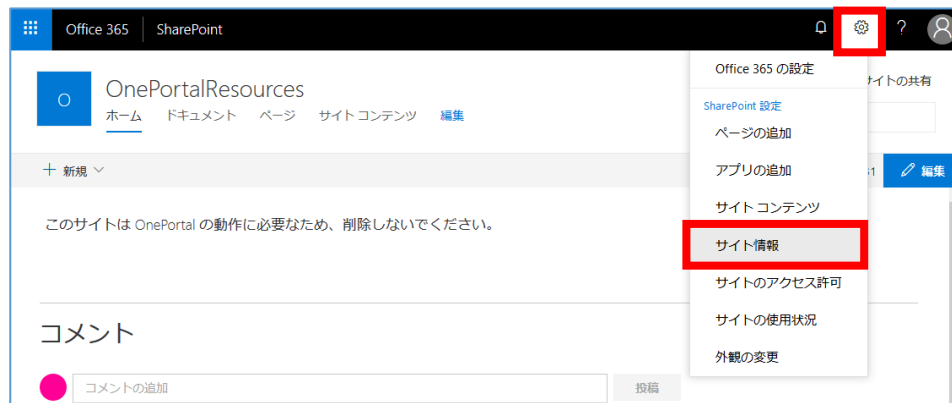 Office 365 SharePoint ?
O
OnePortalResources
ホーム ドキュメント ページ サイト コンテンツ 編集
サイトの共有
Office 365 の設定
SharePoint 設定
ページの追加
アプリの追加
サイト コンテンツ
サイト情報
サイトのアクセス許可
サイトの使用状況
外観の変更
+ 新規
編集
このサイトは OnePortal の動作に必要なため、削除しないでください。
コメント
コメントの追加 投稿